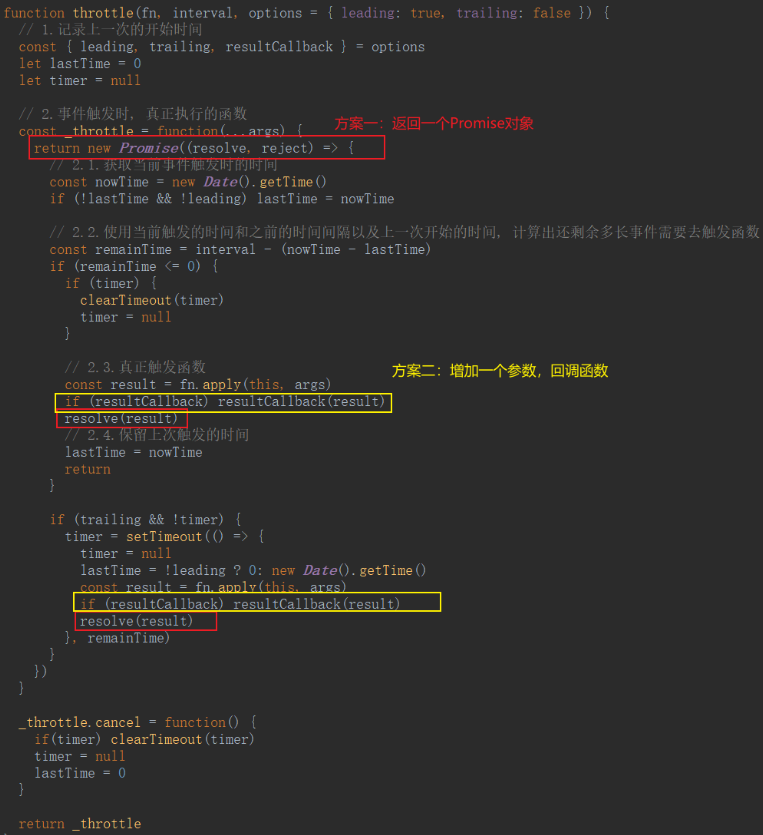 function throttle(fn, interval, options = { leading: true, trailing: false }) {
// 1.记录上一次的开始时间
const { leading, trailing, resultCallback } = options
let lastTime = 0
let timer = null
// 2.事件触发时, 真正执行的函数
const _throttle = function(...args) {
方案一：返回一个Promise对象
return new Promise((resolve, reject) => {
// 2.1.获取当前事件触发时的时间
const nowTime = new Date().getTime()
if (!lastTime && !leading) lastTime = nowTime
// 2.2.使用当前触发的时间和之前的时间间隔以及上一次开始的时间, 计算出还剩余多长事件需要去触发函数
const remainTime = interval - (nowTime - lastTime)
if (remainTime <= 0) {
if (timer) {
clearTimeout(timer)
timer = null
}
// 2.3.真正触发函数
方案二：增加一个参数，回调函数
const result = fn.apply(this, args)
if (resultCallback) resultCallback(result)
resolve(result)
// 2.4.保留上次触发的时间
lastTime = nowTime
return
}
if (trailing && !timer) {
timer = setTimeout(() => {
timer = null
lastTime = !leading ? 0: new Date().getTime()
const result = fn.apply(this, args)
if (resultCallback) resultCallback(result)
resolve(result)
}, remainTime)
}
})
}
_throttle.cancel = function() {
if(timer) clearTimeout(timer)
timer = null
lastTime = 0
}
return _throttle